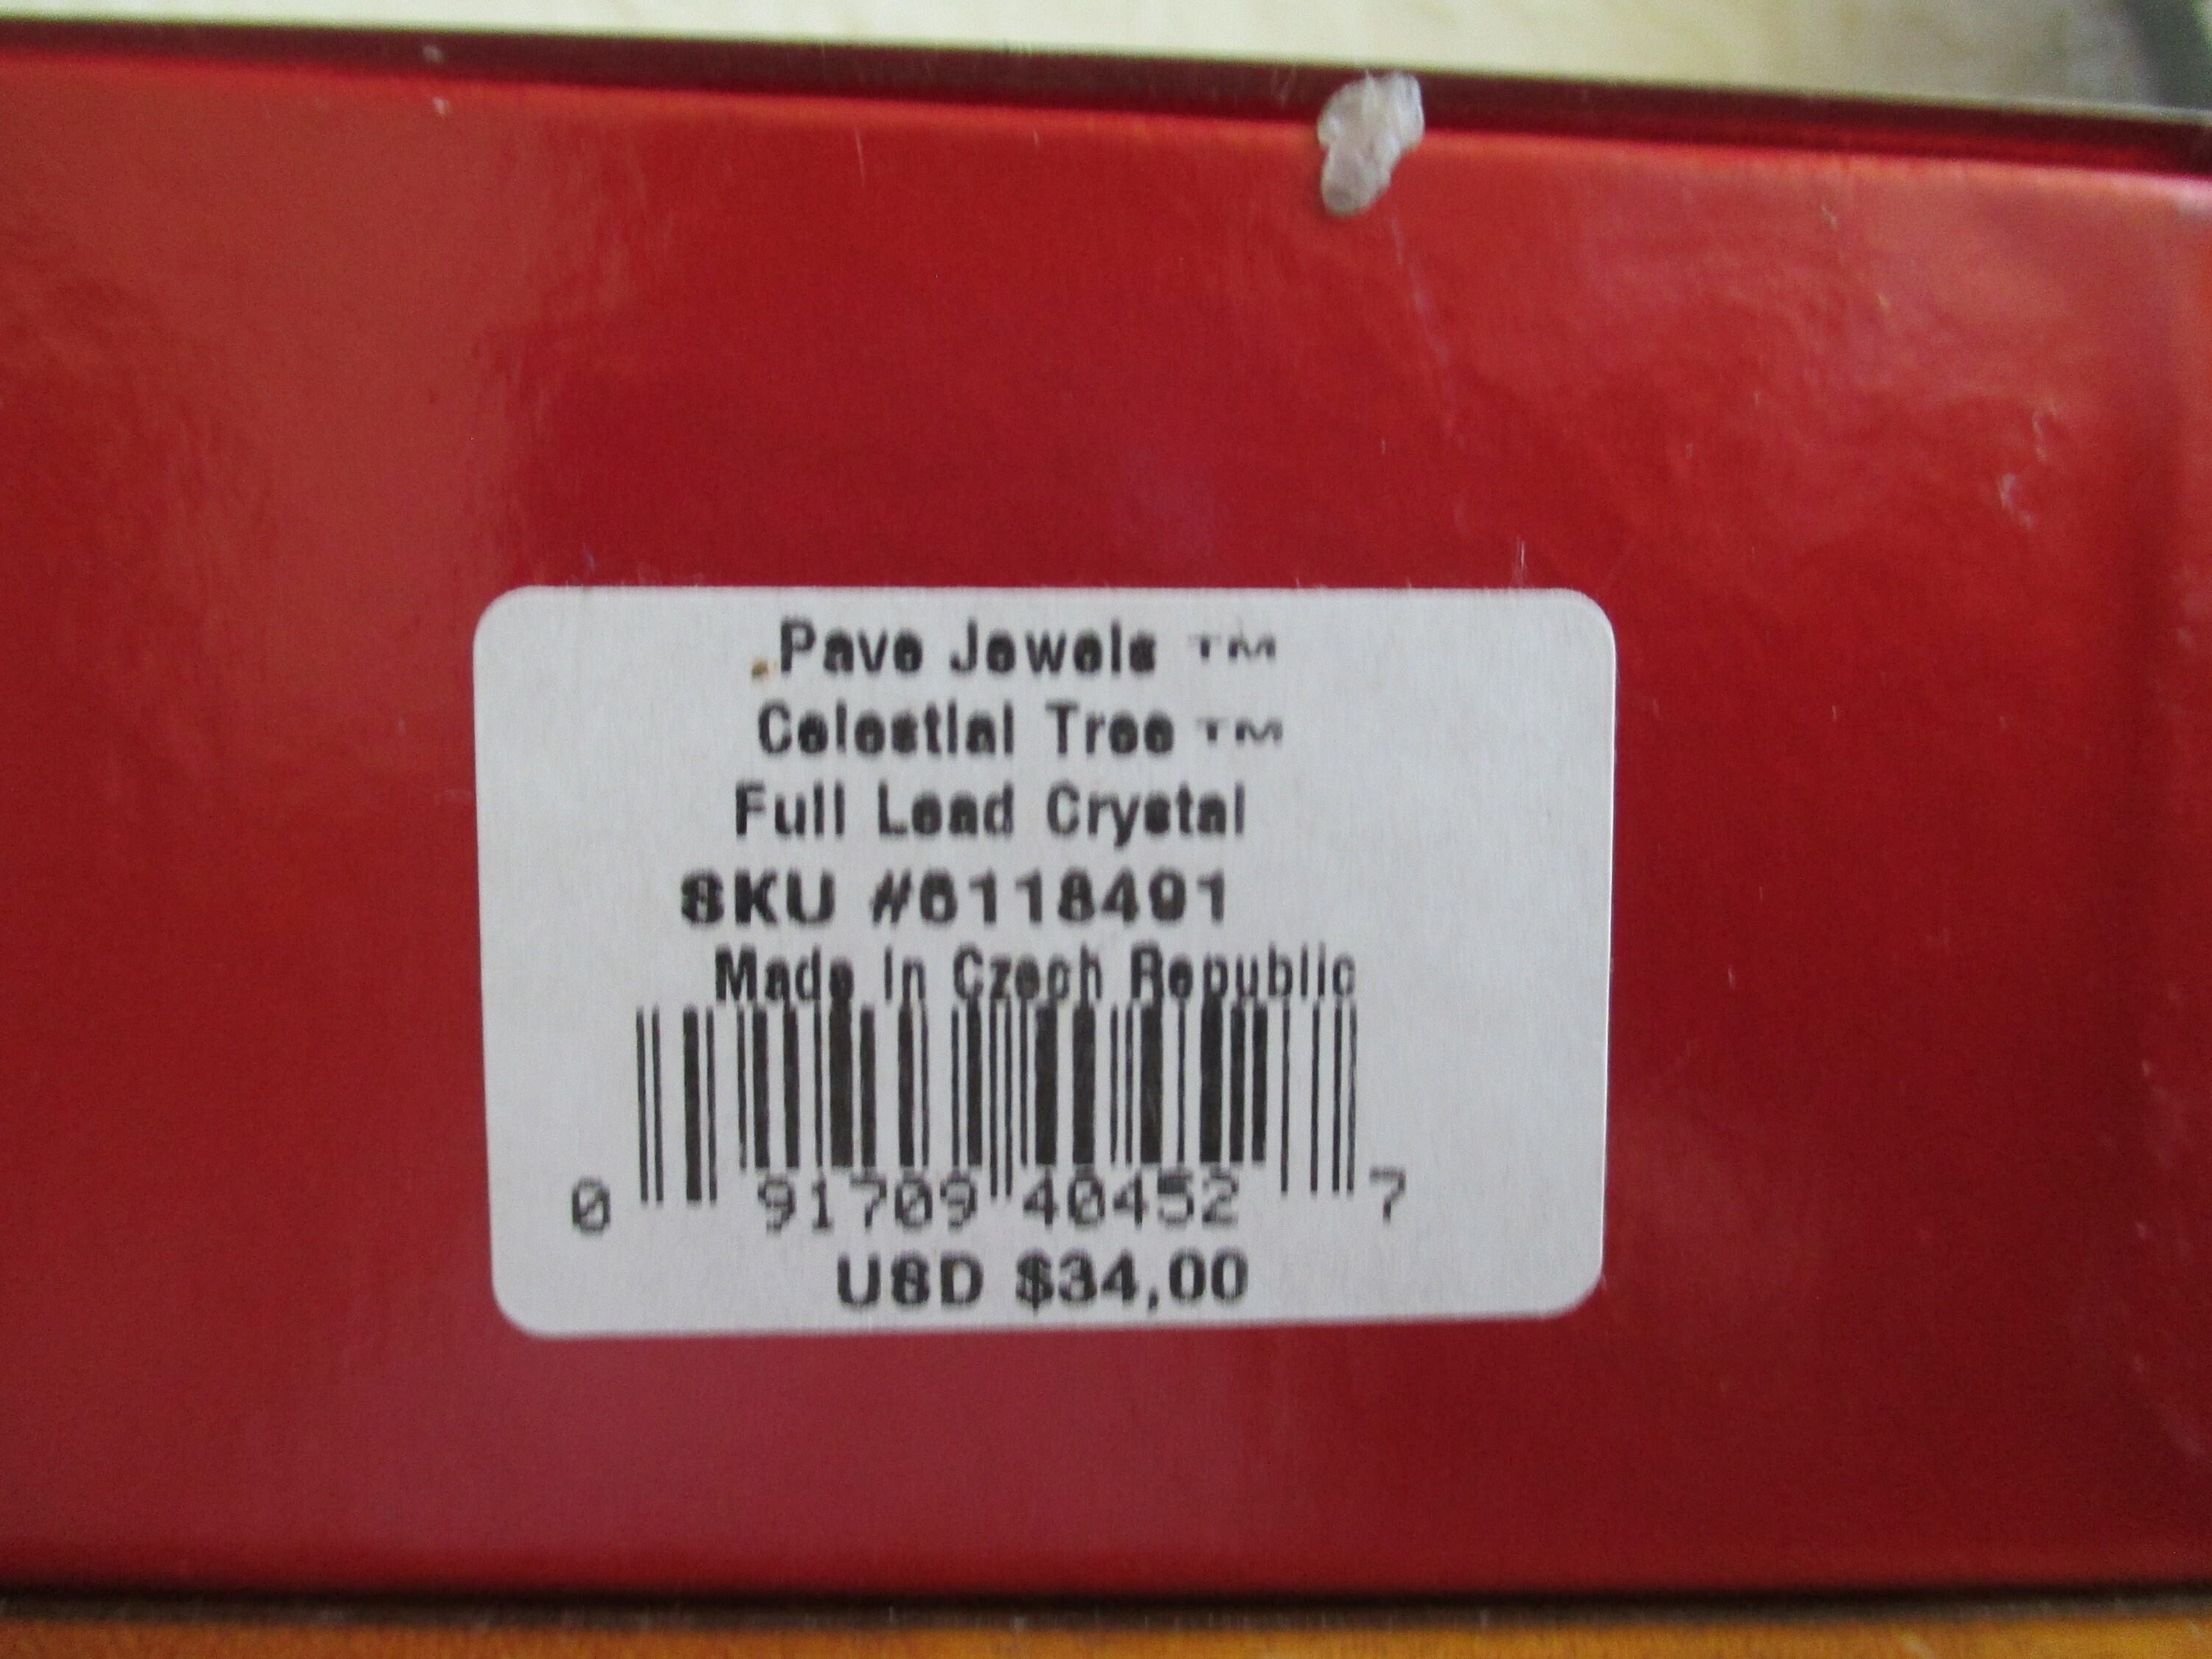 Pave Jewels ™
Celestial Tree ™
Full Lead Crystal
SKU #6118491
Made In Czech Republic
0 91709 40452 7
USD $34,00